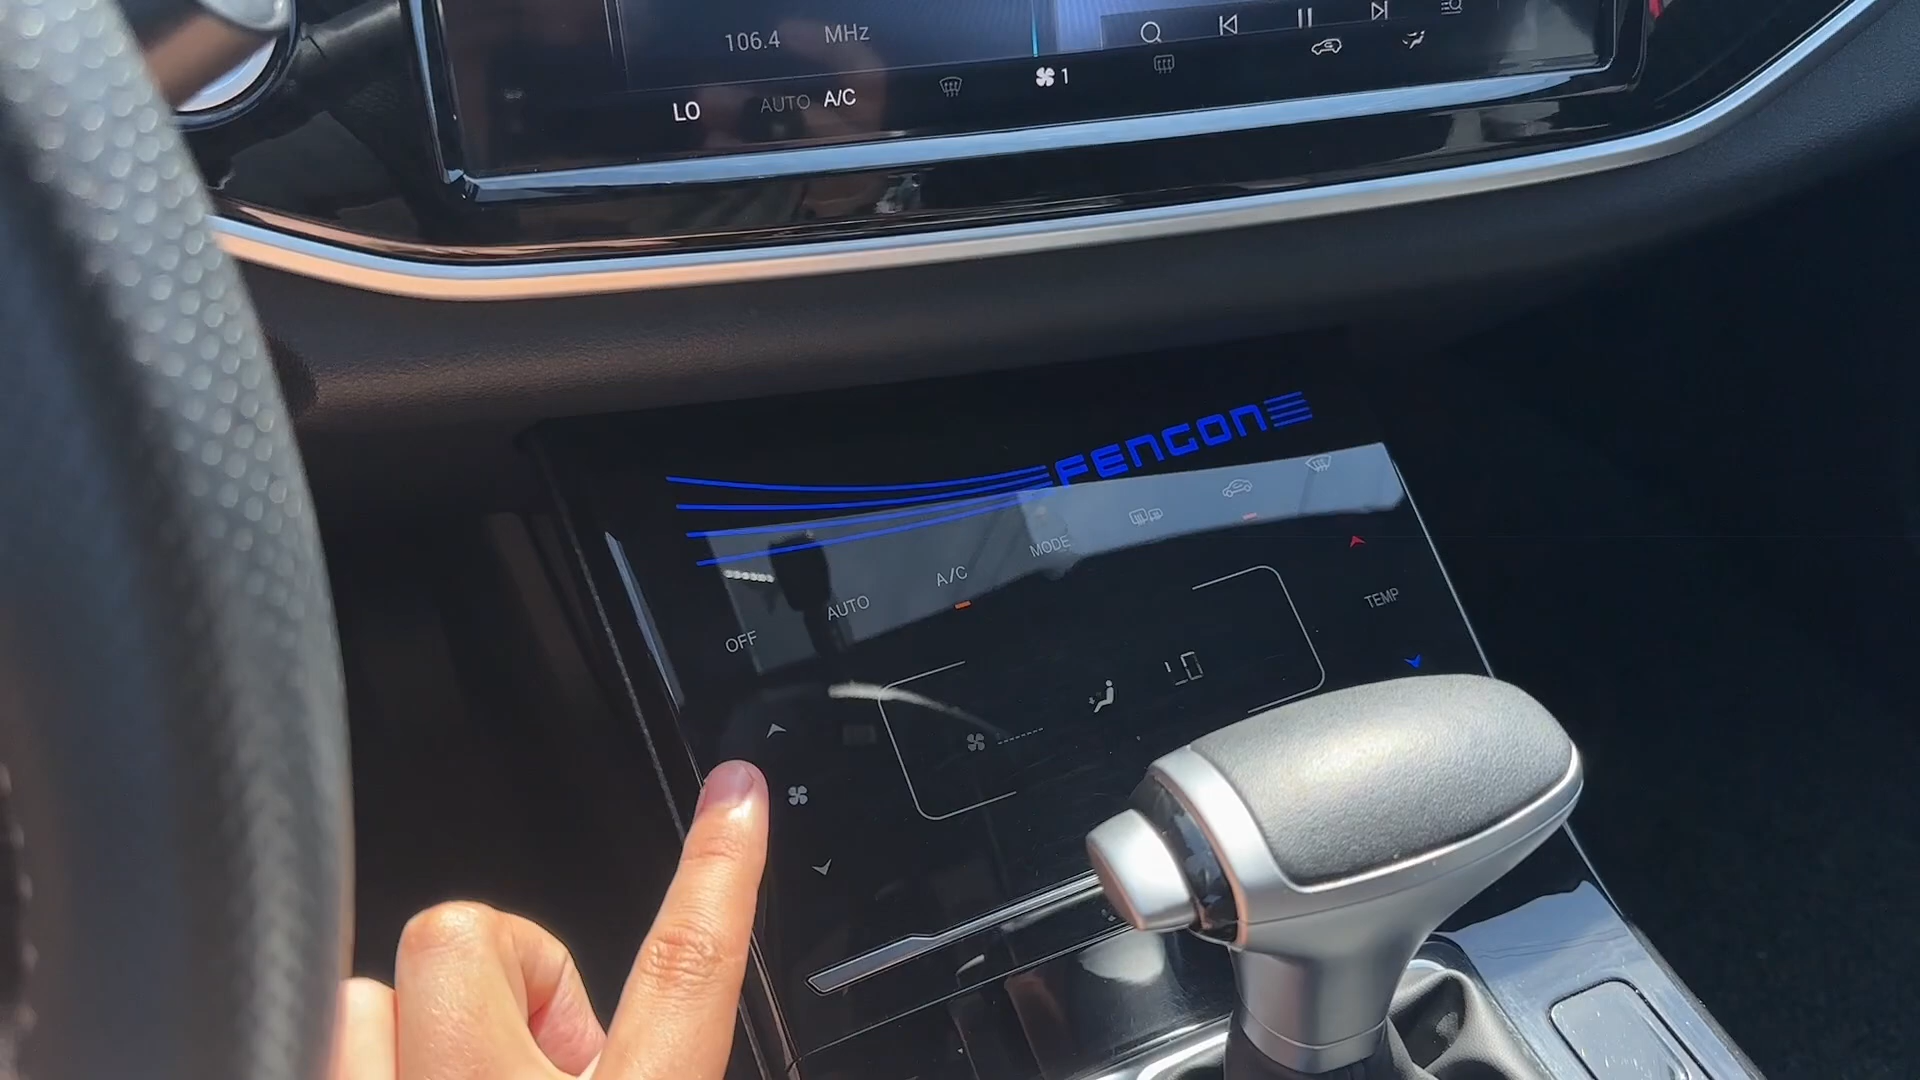 106.4 MHz
LO AUTO A/C 1
FENGON
MODE
A/C
AUTO
OFF
TEMP
LO